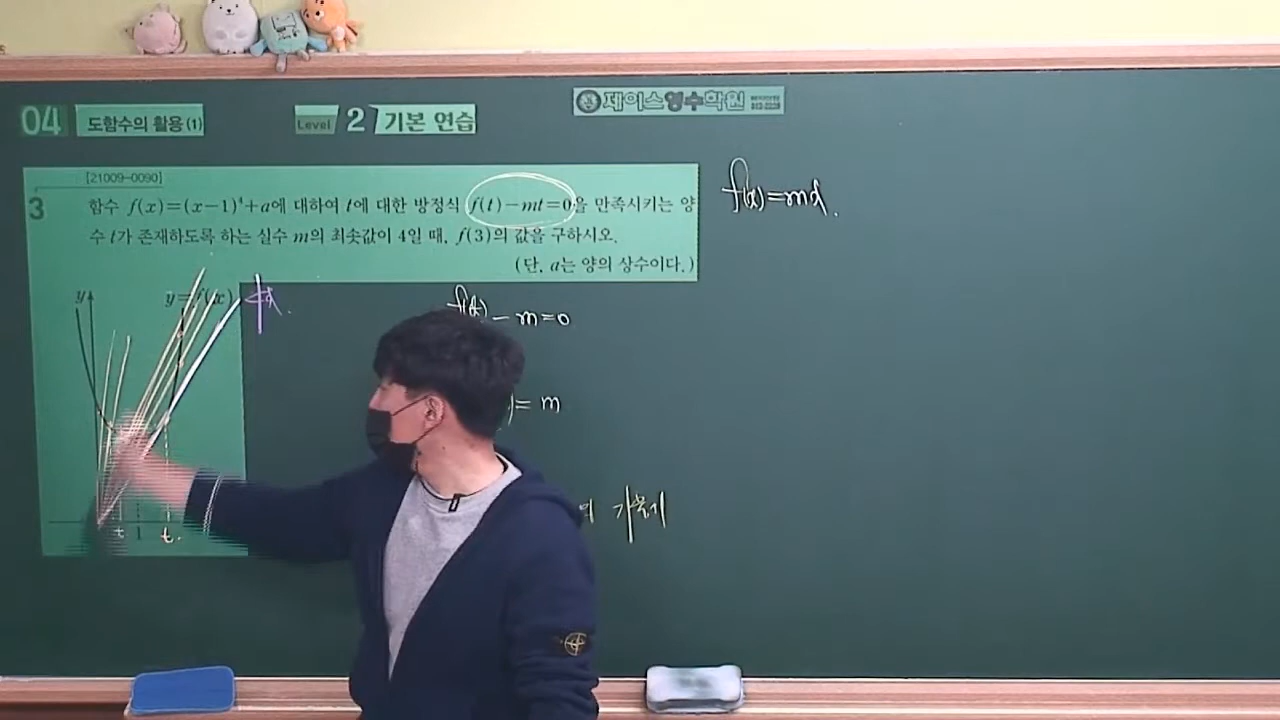 04 도함수의 활용 (1)
Level 2 기본 연습
제이스영수학원
[21009-0090]
3 함수 f(x)=(x-1)⁴+a에 대하여 t에 대한 방정식 f(t)-mt=0을 만족시키는 양
수 t가 존재하도록 하는 실수 m의 최솟값이 4일 때, f(3)의 값을 구하시오.
(단, a는 양의 상수이다.)
f(x)=mx.
y
y=f(x)
-m=0
=m
t 1 t.